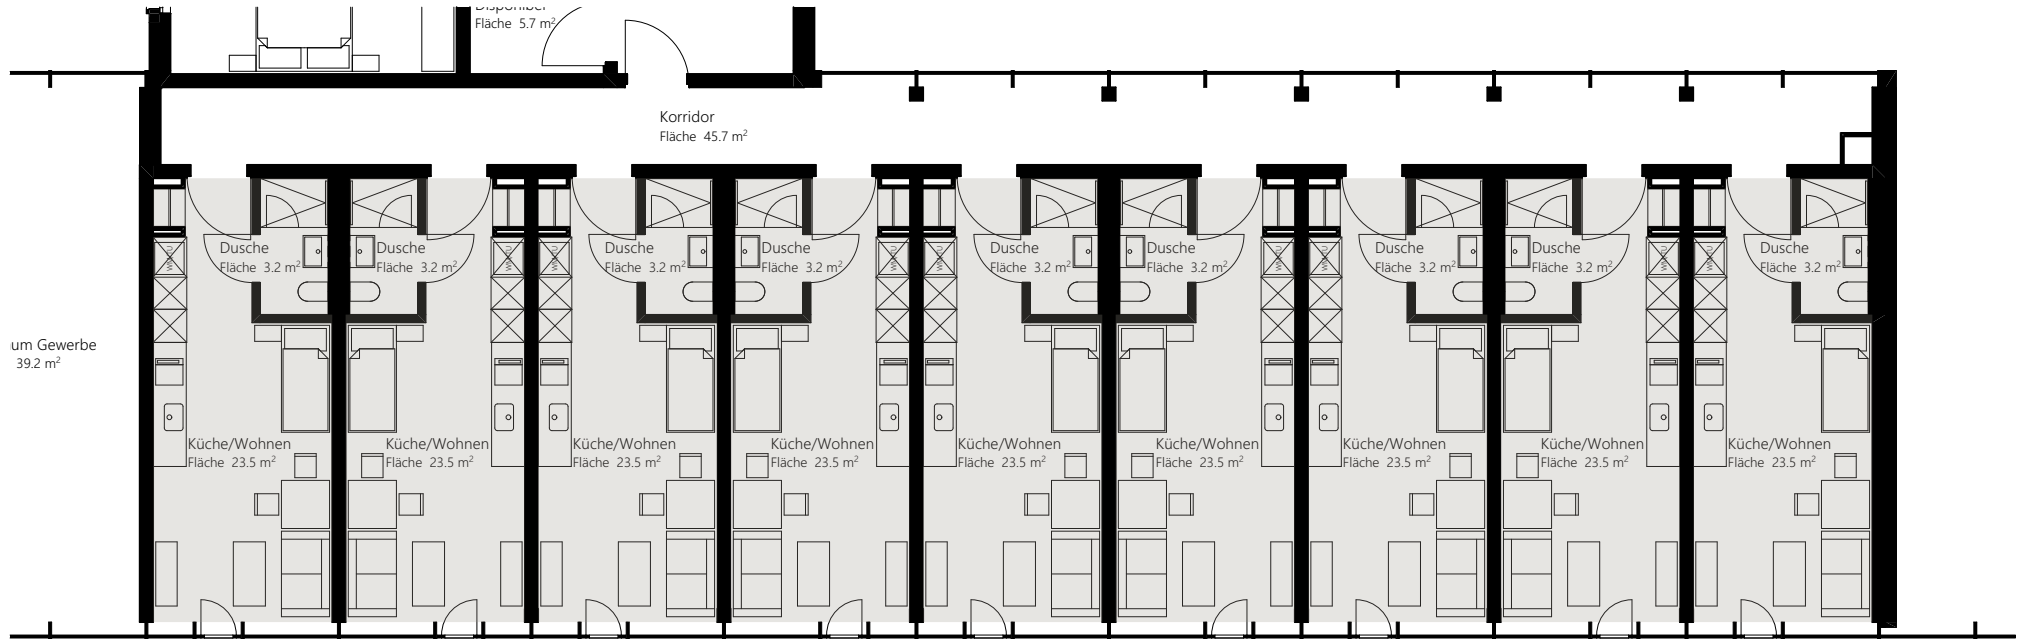 Disponibel
Fläche 5.7 m²
Korridor
Fläche 45.7 m²
Dusche
Fläche 3.2 m²
Dusche
Fläche 3.2 m²
Dusche
Fläche 3.2 m²
Dusche
Fläche 3.2 m²
Dusche
Fläche 3.2 m²
Dusche
Fläche 3.2 m²
Dusche
Fläche 3.2 m²
Dusche
Fläche 3.2 m²
Dusche
Fläche 3.2 m²
um Gewerbe
39.2 m²
Küche/Wohnen
Fläche 23.5 m²
Küche/Wohnen
Fläche 23.5 m²
Küche/Wohnen
Fläche 23.5 m²
Küche/Wohnen
Fläche 23.5 m²
Küche/Wohnen
Fläche 23.5 m²
Küche/Wohnen
Fläche 23.5 m²
Küche/Wohnen
Fläche 23.5 m²
Küche/Wohnen
Fläche 23.5 m²
Küche/Wohnen
Fläche 23.5 m²